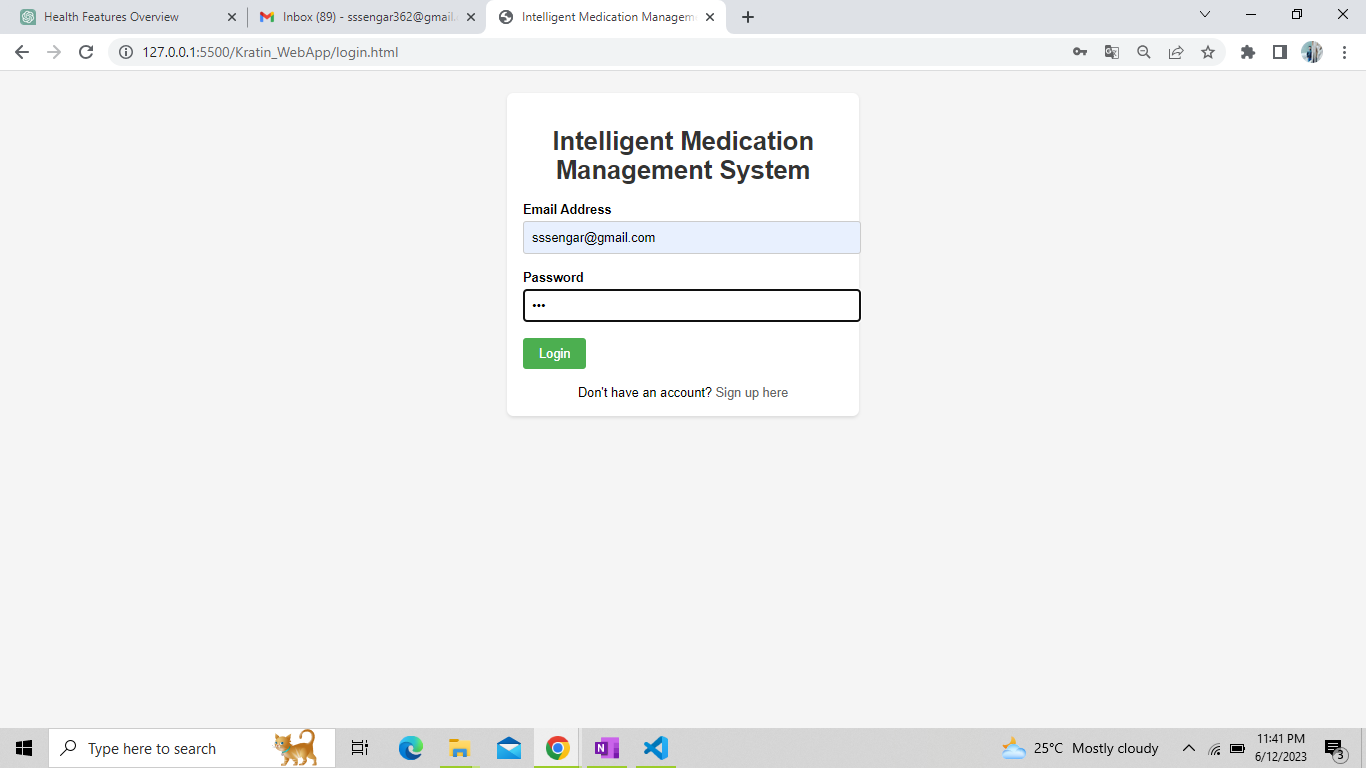 Health Features Overview
Inbox (89) - sssengar362@gmail.
Intelligent Medication Managem
127.0.0.1:5500/Kratin_WebApp/login.html
Intelligent Medication
Management System
Email Address
sssengar@gmail.com
Password
•••
Login
Don't have an account? Sign up here
Type here to search
N
25°C Mostly cloudy
11:41 PM
6/12/2023
3